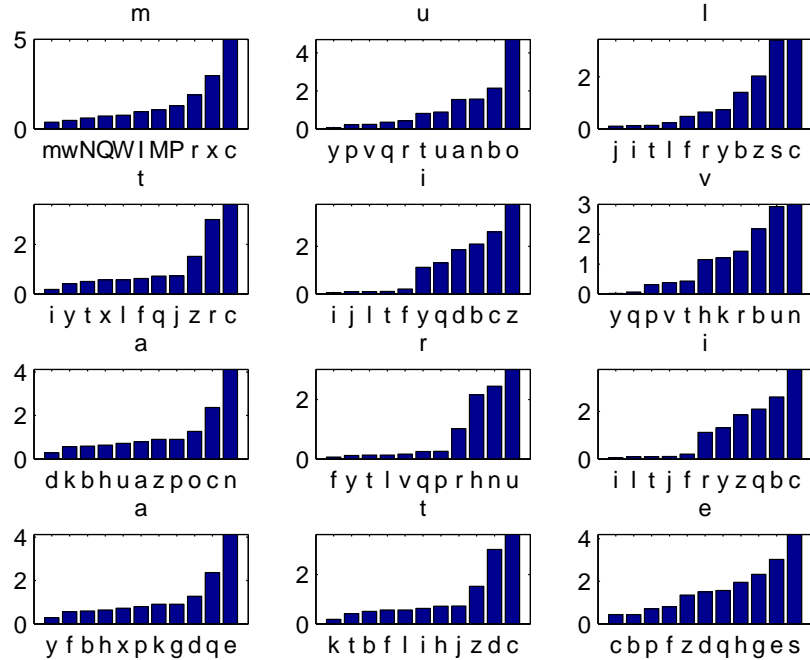 m u l
5 4 2
0 2 0
0
m w N Q W I M P r x c y p v q r t u a n b o j i t l f r y b z s c
t i v
2 2 3
0 0 2
1
0
i y t x l f q j z r c i j l t f y q d b c z y q p v t h k r b u n
a r i
4 2 2
2 0 0
0
d k b h u a z p o c n f y t l v q p r h n u i l t j f r y z q b c
a t e
4 2 4
2 0 2
0 0
y f b h x p k g d q e k t b f l i h j z d c c b p f z d q h g e s